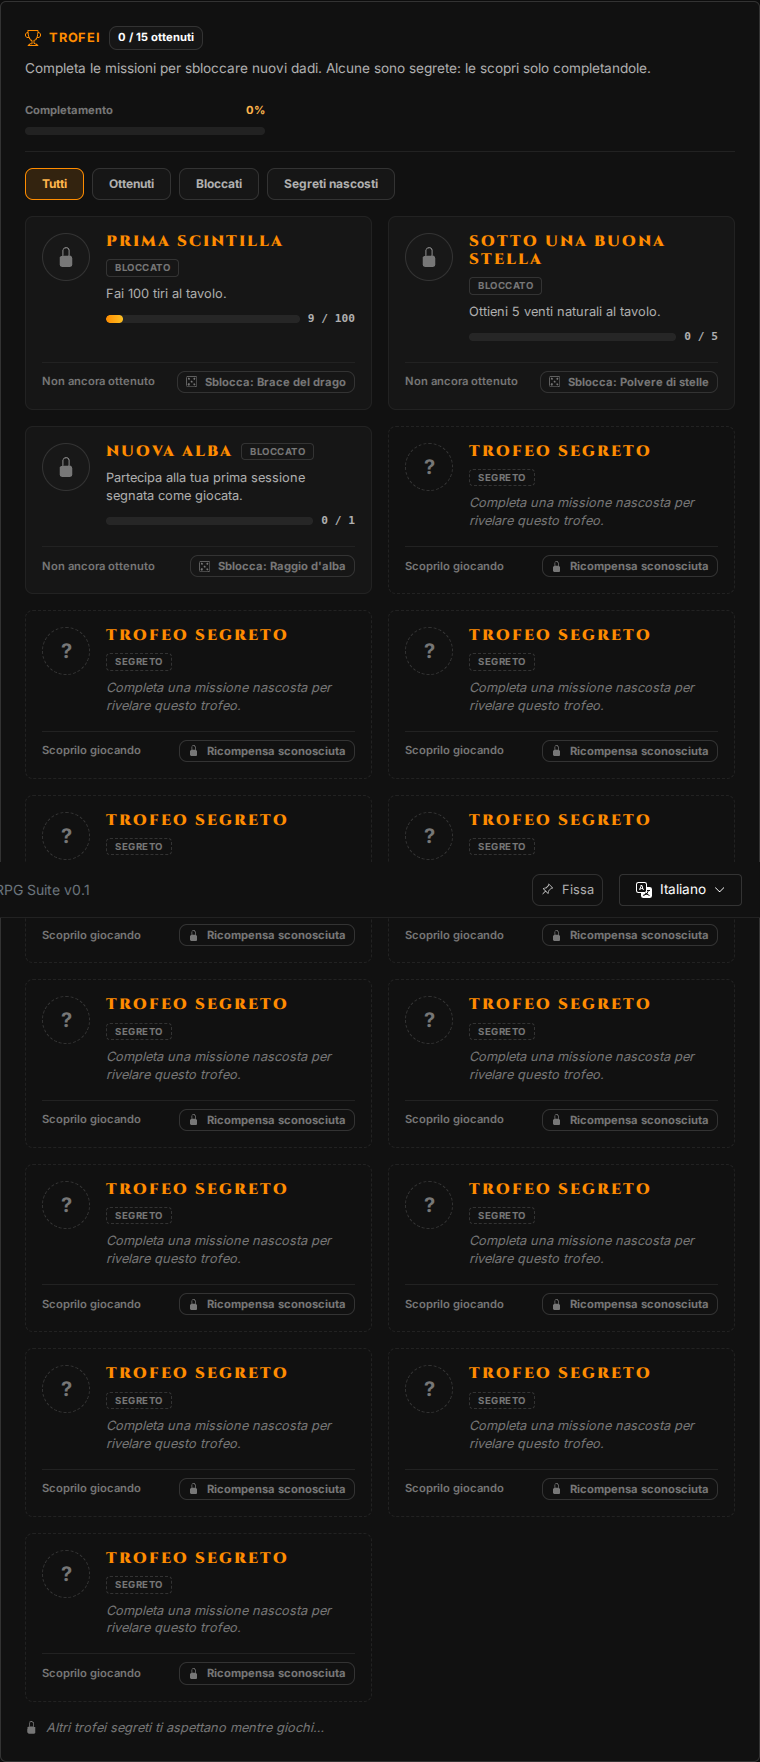 TROFEI 0 / 15 ottenuti
Completa le missioni per sbloccare nuovi dadi. Alcune sono segrete: le scopri solo completandole.
Completamento 0%
Tutti Ottenuti Bloccati Segreti nascosti
PRIMA SCINTILLA
BLOCCATO
Fai 100 tiri al tavolo.
9 / 100
Non ancora ottenuto Sblocca: Brace del drago
SOTTO UNA BUONA
STELLA
BLOCCATO
Ottieni 5 venti naturali al tavolo.
0 / 5
Non ancora ottenuto Sblocca: Polvere di stelle
NUOVA ALBA BLOCCATO
Partecipa alla tua prima sessione
segnata come giocata.
0 / 1
Non ancora ottenuto Sblocca: Raggio d'alba
?
TROFEO SEGRETO
SEGRETO
Completa una missione nascosta per
rivelare questo trofeo.
Scoprilo giocando Ricompensa sconosciuta
?
TROFEO SEGRETO
SEGRETO
Completa una missione nascosta per
rivelare questo trofeo.
Scoprilo giocando Ricompensa sconosciuta
?
TROFEO SEGRETO
SEGRETO
Completa una missione nascosta per
rivelare questo trofeo.
Scoprilo giocando Ricompensa sconosciuta
?
TROFEO SEGRETO
SEGRETO
?
TROFEO SEGRETO
SEGRETO
RPG Suite v0.1 Fissa Italiano
Scoprilo giocando Ricompensa sconosciuta
Scoprilo giocando Ricompensa sconosciuta
?
TROFEO SEGRETO
SEGRETO
Completa una missione nascosta per
rivelare questo trofeo.
Scoprilo giocando Ricompensa sconosciuta
?
TROFEO SEGRETO
SEGRETO
Completa una missione nascosta per
rivelare questo trofeo.
Scoprilo giocando Ricompensa sconosciuta
?
TROFEO SEGRETO
SEGRETO
Completa una missione nascosta per
rivelare questo trofeo.
Scoprilo giocando Ricompensa sconosciuta
?
TROFEO SEGRETO
SEGRETO
Completa una missione nascosta per
rivelare questo trofeo.
Scoprilo giocando Ricompensa sconosciuta
?
TROFEO SEGRETO
SEGRETO
Completa una missione nascosta per
rivelare questo trofeo.
Scoprilo giocando Ricompensa sconosciuta
?
TROFEO SEGRETO
SEGRETO
Completa una missione nascosta per
rivelare questo trofeo.
Scoprilo giocando Ricompensa sconosciuta
?
TROFEO SEGRETO
SEGRETO
Completa una missione nascosta per
rivelare questo trofeo.
Scoprilo giocando Ricompensa sconosciuta
Altri trofei segreti ti aspettano mentre giochi...